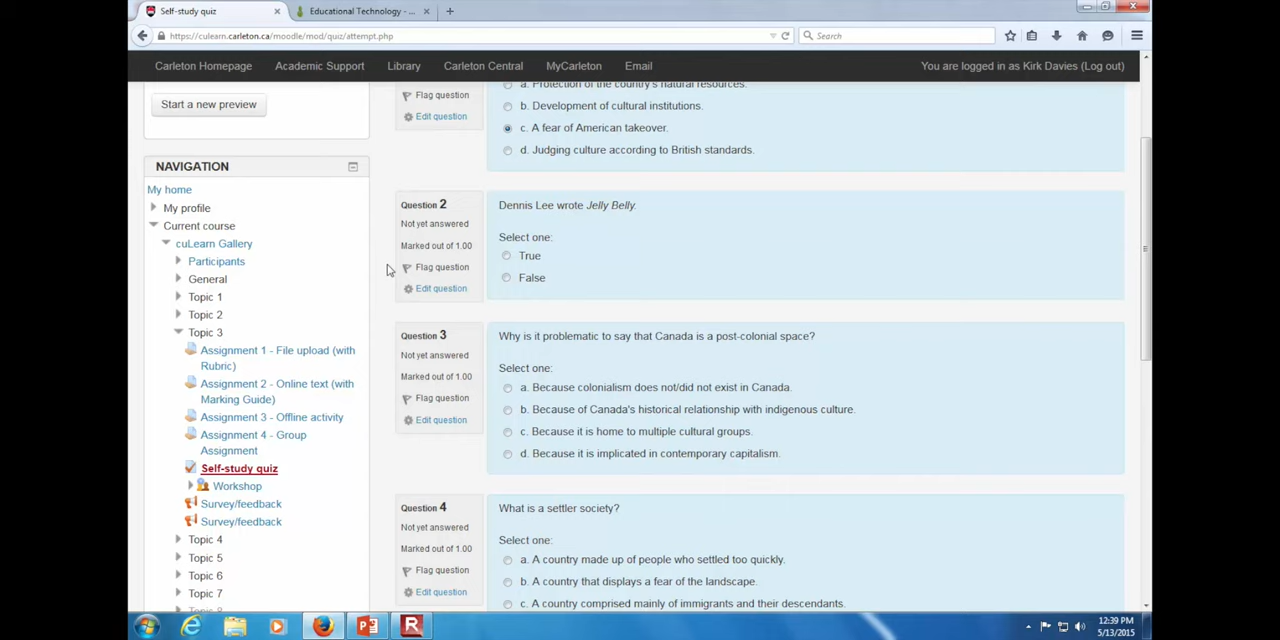 Self-study quiz
Educational Technology - ...
https://culearn.carleton.ca/moodle/mod/quiz/attempt.php
Search
Carleton Homepage
Academic Support
Library
Carleton Central
MyCarleton
Email
You are logged in as Kirk Davies (Log out)
Start a new preview
NAVIGATION
My home
My profile
Current course
cuLearn Gallery
Participants
General
Topic 1
Topic 2
Topic 3
Assignment 1 - File upload (with
Rubric)
Assignment 2 - Online text (with
Marking Guide)
Assignment 3 - Offline activity
Assignment 4 - Group
Assignment
Self-study quiz
Workshop
Survey/feedback
Survey/feedback
Topic 4
Topic 5
Topic 6
Topic 7
Topic 8
Flag question
Edit question
a. Protection of the country's natural resources.
b. Development of cultural institutions.
c. A fear of American takeover.
d. Judging culture according to British standards.
Question 2
Not yet answered
Marked out of 1.00
Flag question
Edit question
Dennis Lee wrote Jelly Belly.
Select one:
True
False
Question 3
Not yet answered
Marked out of 1.00
Flag question
Edit question
Why is it problematic to say that Canada is a post-colonial space?
Select one:
a. Because colonialism does not/did not exist in Canada.
b. Because of Canada's historical relationship with indigenous culture.
c. Because it is home to multiple cultural groups.
d. Because it is implicated in contemporary capitalism.
Question 4
Not yet answered
Marked out of 1.00
Flag question
Edit question
What is a settler society?
Select one:
a. A country made up of people who settled too quickly.
b. A country that displays a fear of the landscape.
c. A country comprised mainly of immigrants and their descendants.
12:39 PM
5/13/2015